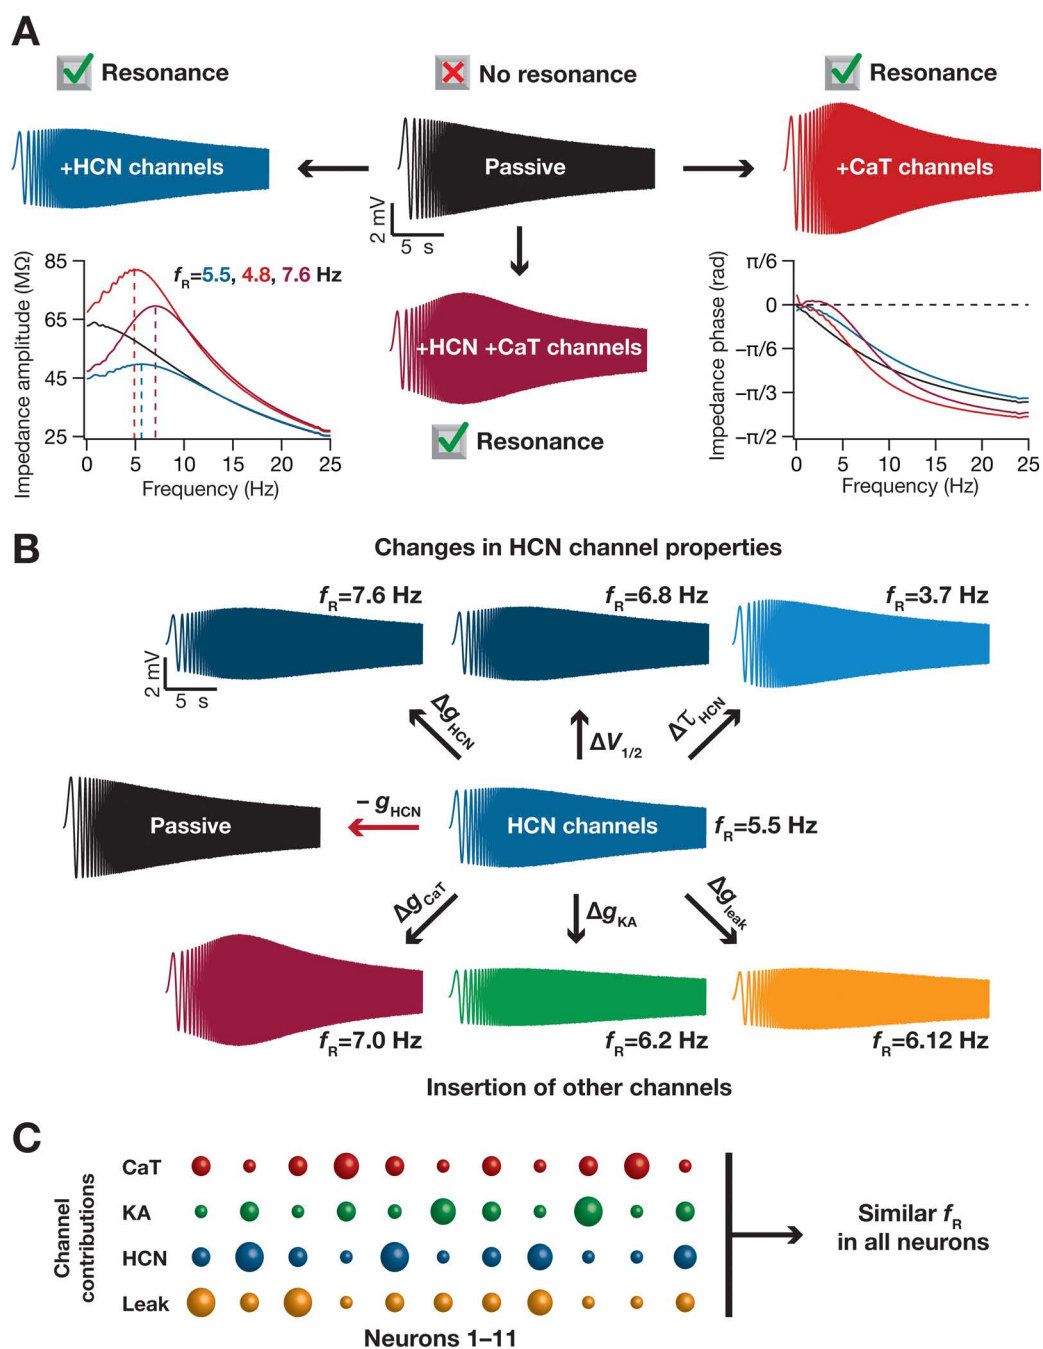 A
Resonance
No resonance
Resonance
+HCN channels
Passive
+CaT channels
2 mV
5 s
Impedance amplitude (MΩ)
85
65
45
25
fR=5.5, 4.8, 7.6 Hz
0 5 10 15 20 25
Frequency (Hz)
+HCN +CaT channels
Resonance
Impedance phase (rad)
π/6
0
−π/6
−π/3
−π/2
0 5 10 15 20 25
Frequency (Hz)
B
Changes in HCN channel properties
fR=7.6 Hz
fR=6.8 Hz
fR=3.7 Hz
2 mV
5 s
ΔgHCN
ΔV1/2
ΔτHCN
Passive
− gHCN
HCN channels
fR=5.5 Hz
ΔgCaT
ΔgKA
Δgleak
fR=7.0 Hz
fR=6.2 Hz
fR=6.12 Hz
Insertion of other channels
C
Channel
contributions
CaT
KA
HCN
Leak
Neurons 1–11
Similar fR
in all neurons